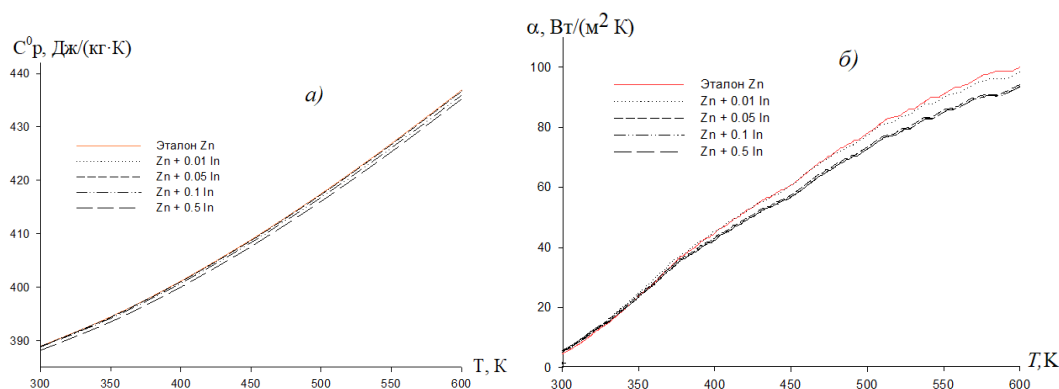 C⁰p, Дж/(кг·К)
440
430
420
410
400
390
а)
Эталон Zn
Zn + 0.01 In
Zn + 0.05 In
Zn + 0.1 In
Zn + 0.5 In
300
350
400
450
500
550
600
T, К
α, Вт/(м² К)
100
80
60
40
20
0
б)
Эталон Zn
Zn + 0.01 In
Zn + 0.05 In
Zn + 0.1 In
Zn + 0.5 In
300
350
400
450
500
550
600
T,К